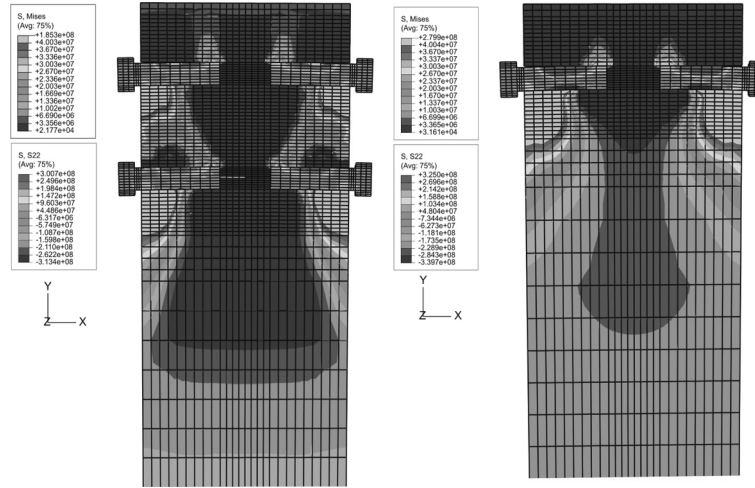 S, Mises
(Avg: 75%)
+1.853e+08
+4.003e+07
+3.670e+07
+3.336e+07
+3.003e+07
+2.670e+07
+2.336e+07
+2.003e+07
+1.669e+07
+1.336e+07
+1.002e+07
+6.690e+06
+3.356e+06
+2.177e+04
S, S22
(Avg: 75%)
+3.007e+08
+2.496e+08
+1.984e+08
+1.472e+08
+9.603e+07
+4.486e+07
-6.317e+06
-5.749e+07
-1.087e+08
-1.598e+08
-2.110e+08
-2.622e+08
-3.134e+08
Y
Z
X
S, Mises
(Avg: 75%)
+2.799e+08
+4.004e+07
+3.670e+07
+3.337e+07
+3.003e+07
+2.670e+07
+2.337e+07
+2.003e+07
+1.670e+07
+1.337e+07
+1.003e+07
+6.699e+06
+3.365e+06
+3.161e+04
S, S22
(Avg: 75%)
+3.250e+08
+2.696e+08
+2.142e+08
+1.588e+08
+1.034e+08
+4.804e+07
-7.344e+06
-6.273e+07
-1.181e+08
-1.735e+08
-2.289e+08
-2.843e+08
-3.397e+08
Y
Z
X